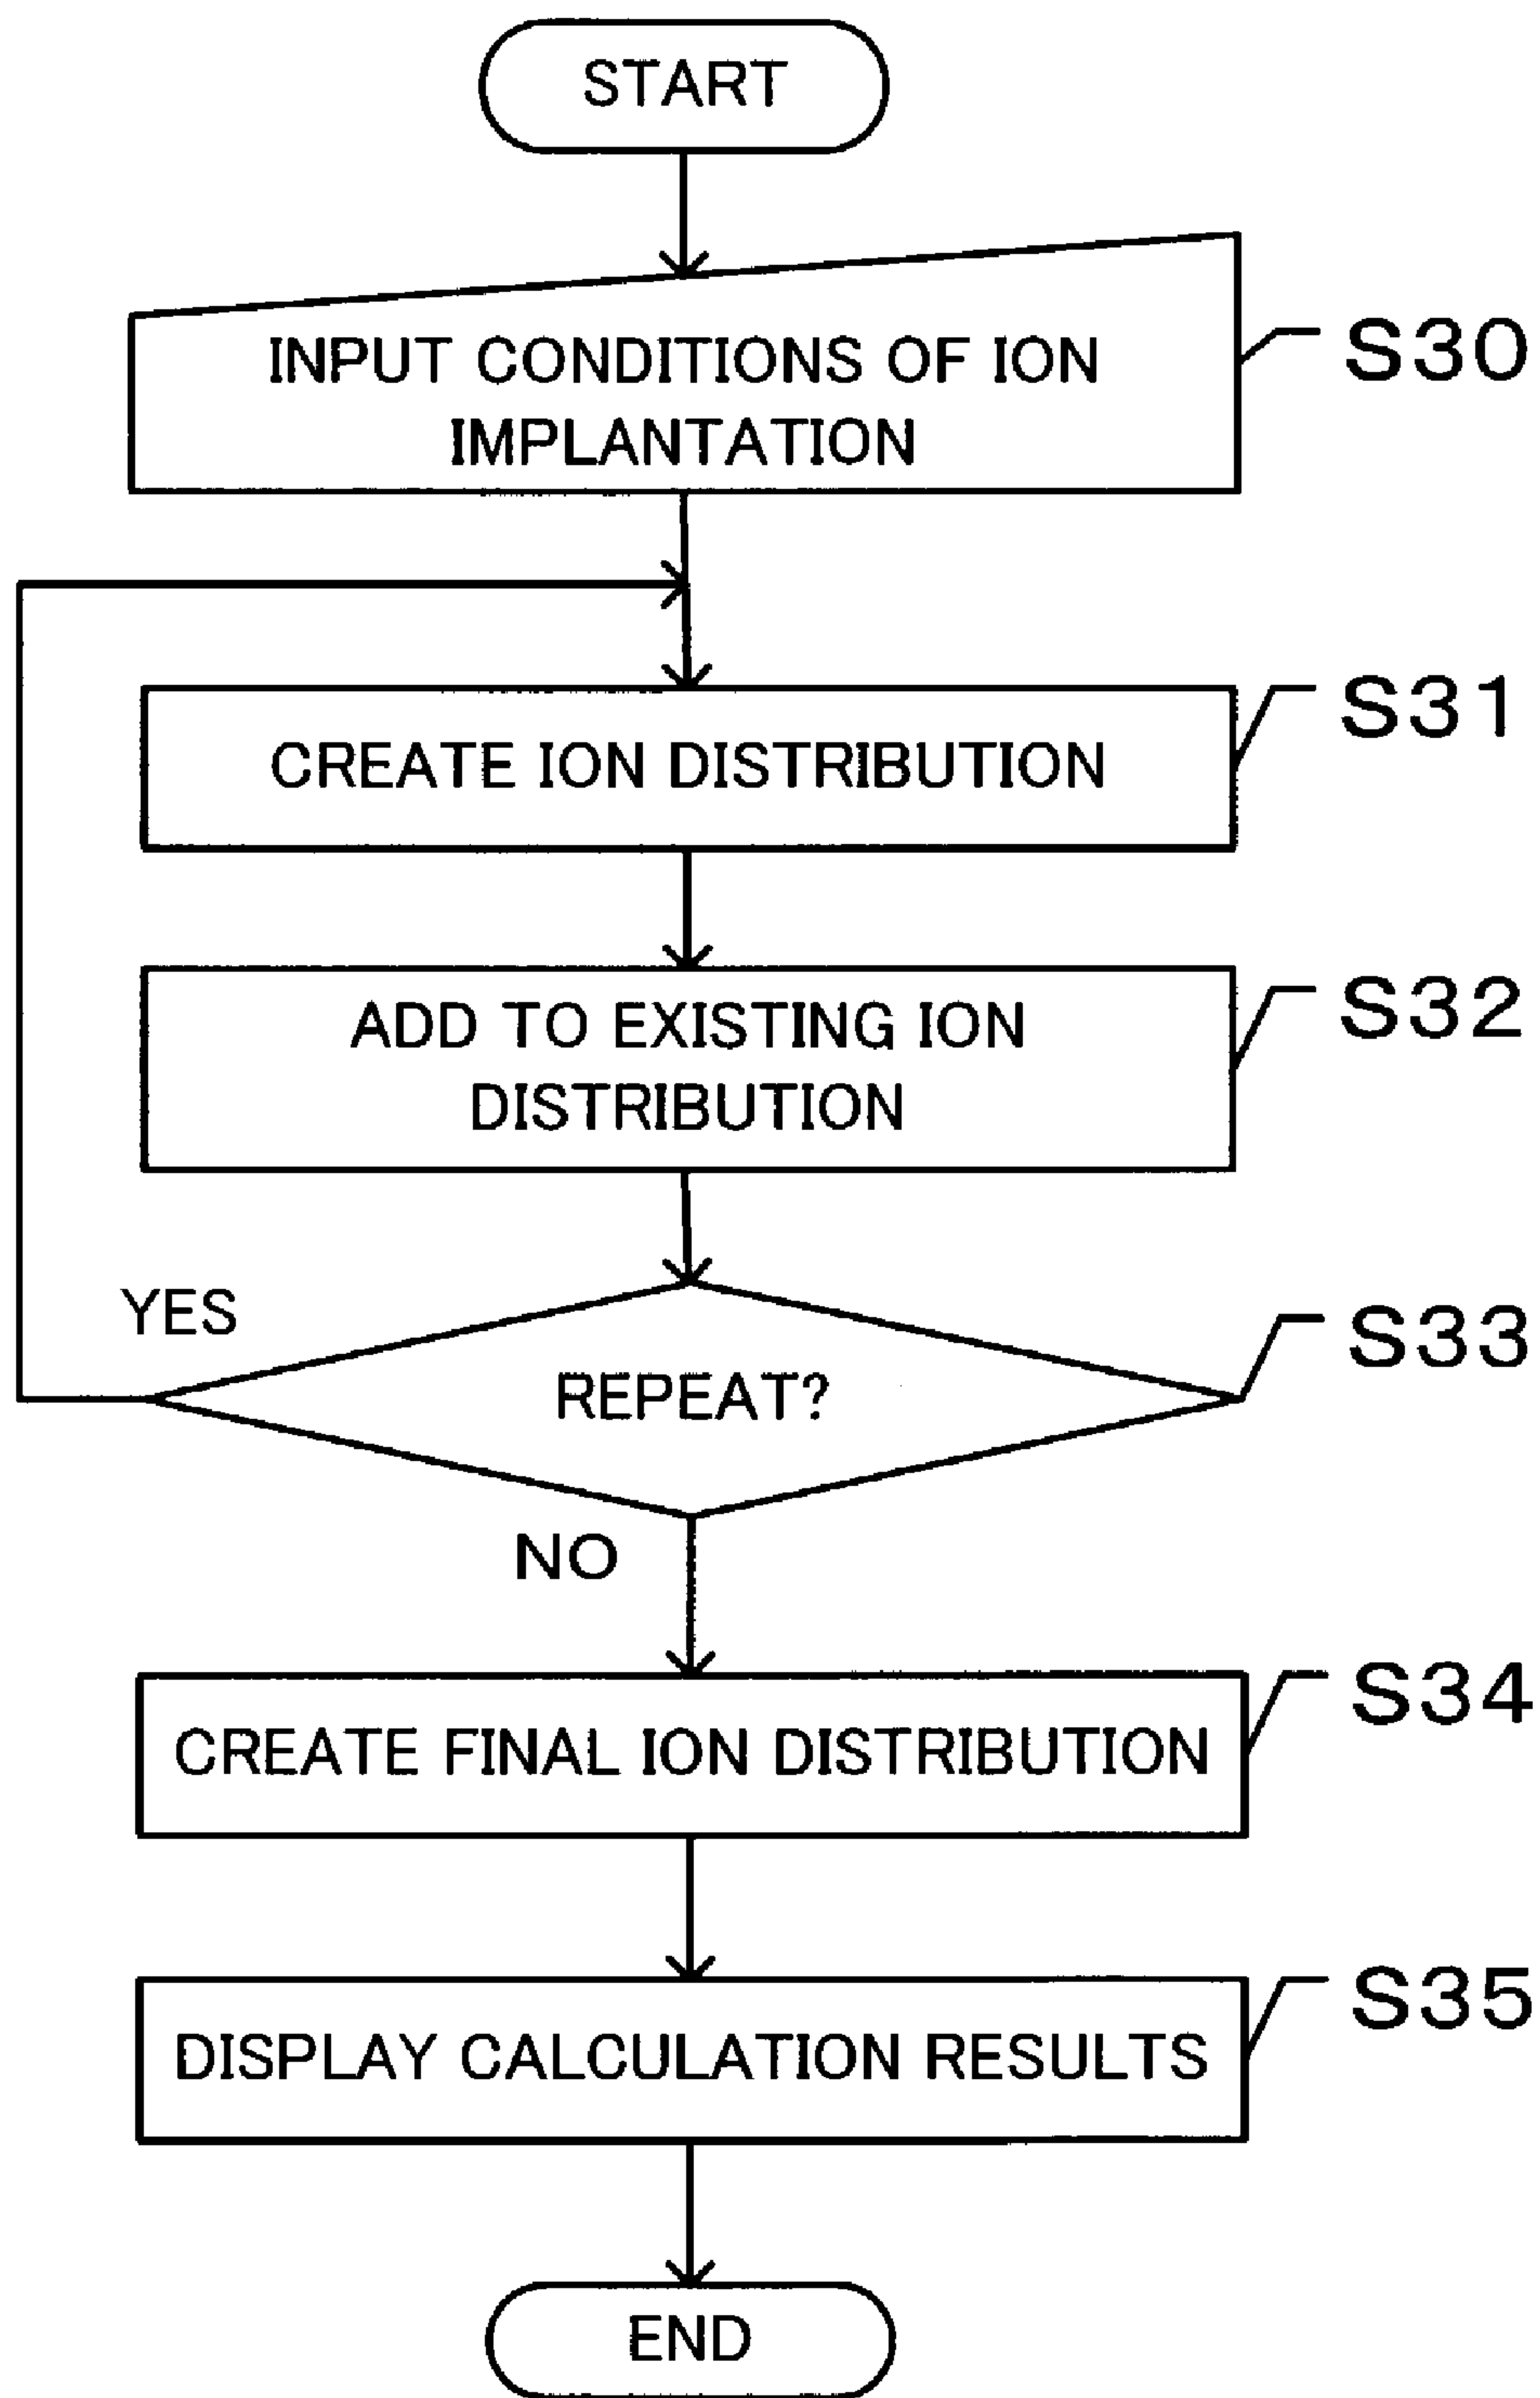 START
INPUT CONDITIONS OF ION
IMPLANTATION
S30
CREATE ION DISTRIBUTION
S31
ADD TO EXISTING ION
DISTRIBUTION
S32
YES
REPEAT?
S33
NO
CREATE FINAL ION DISTRIBUTION
S34
DISPLAY CALCULATION RESULTS
S35
END